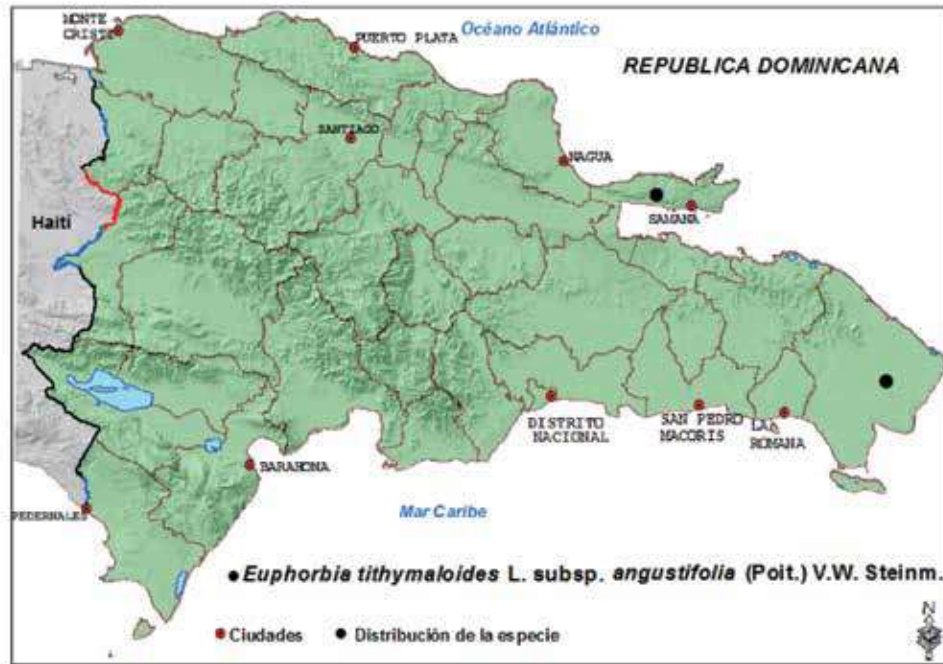 MONTE
CRISTI
Océano Atlántico
PUERTO PLATA
REPUBLICA DOMINICANA
SANTIAGO
NAGUA
SAMANA
Haití
DISTRITO
NACIONAL
SAN PEDRO
MACORIS
LA
ROMANA
BARAHONA
Mar Caribe
PEDERNALES
Euphorbia tithymaloides L. subsp. angustifolia (Poit.) V.W. Steinm.
Ciudades
Distribución de la especie
N